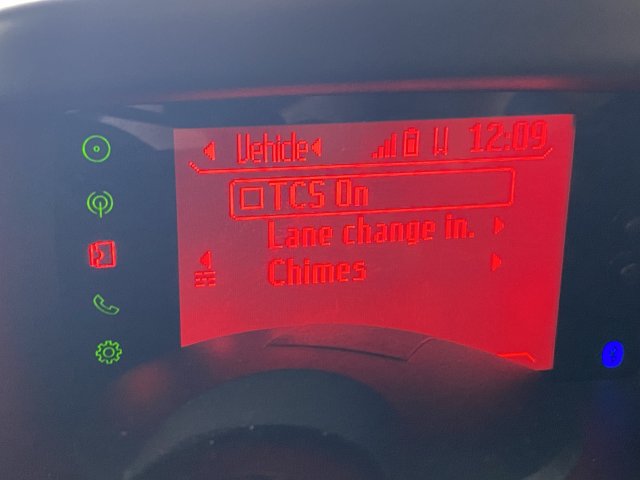 Vehicle 12:09
TCS On
Lane change in.
Chimes